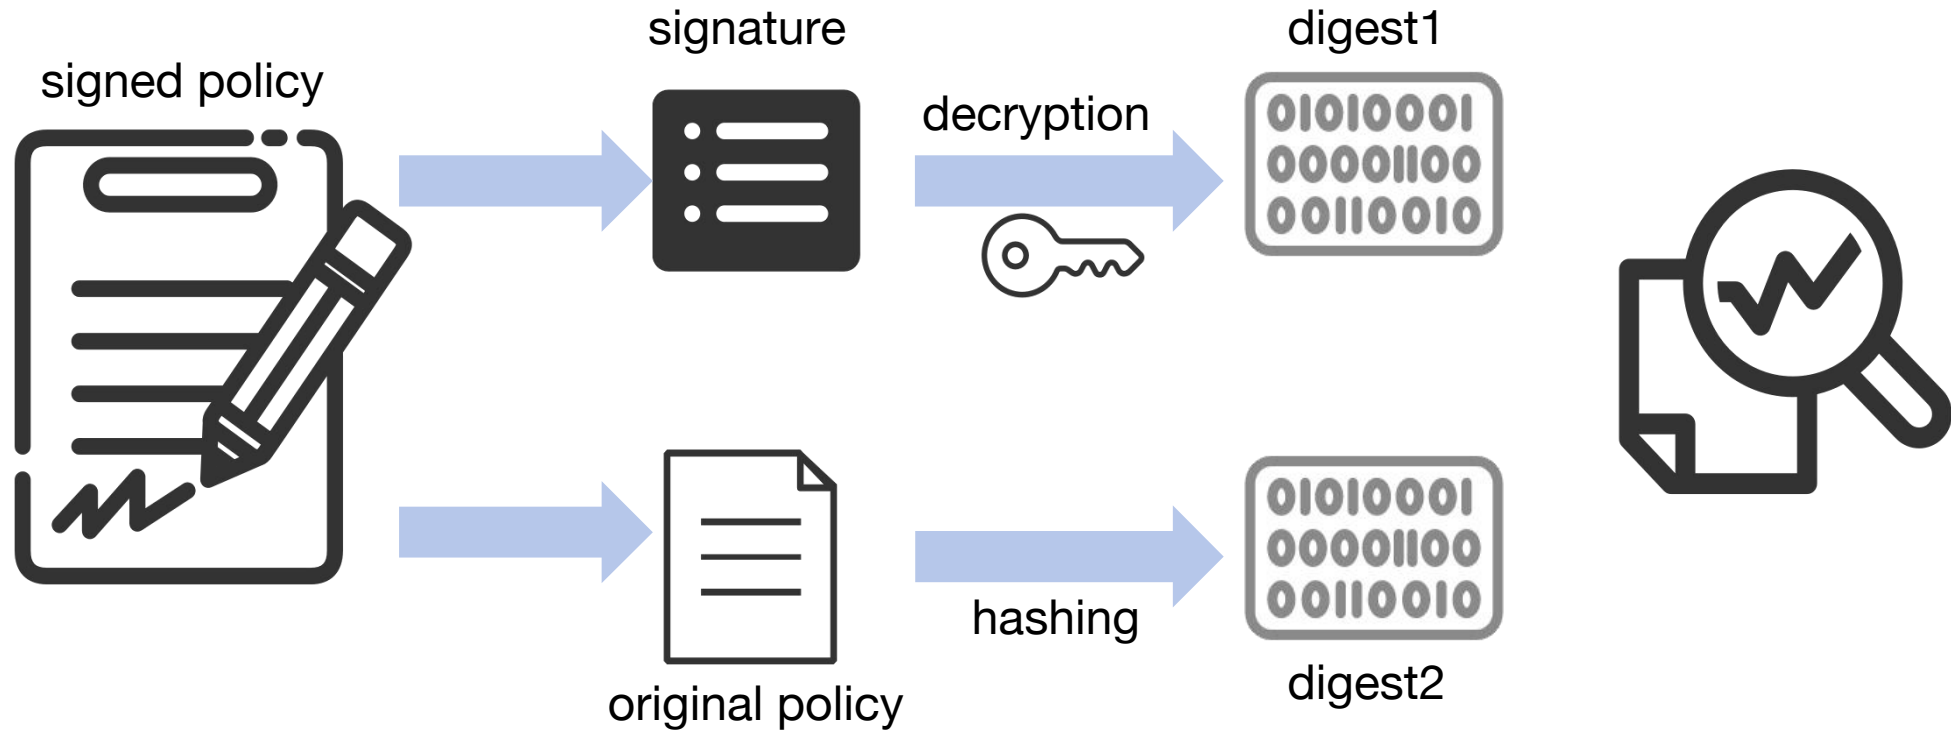 signed policy
signature
decryption
digest1
01010001
00001100
00110010
original policy
hashing
01010001
00001100
00110010
digest2